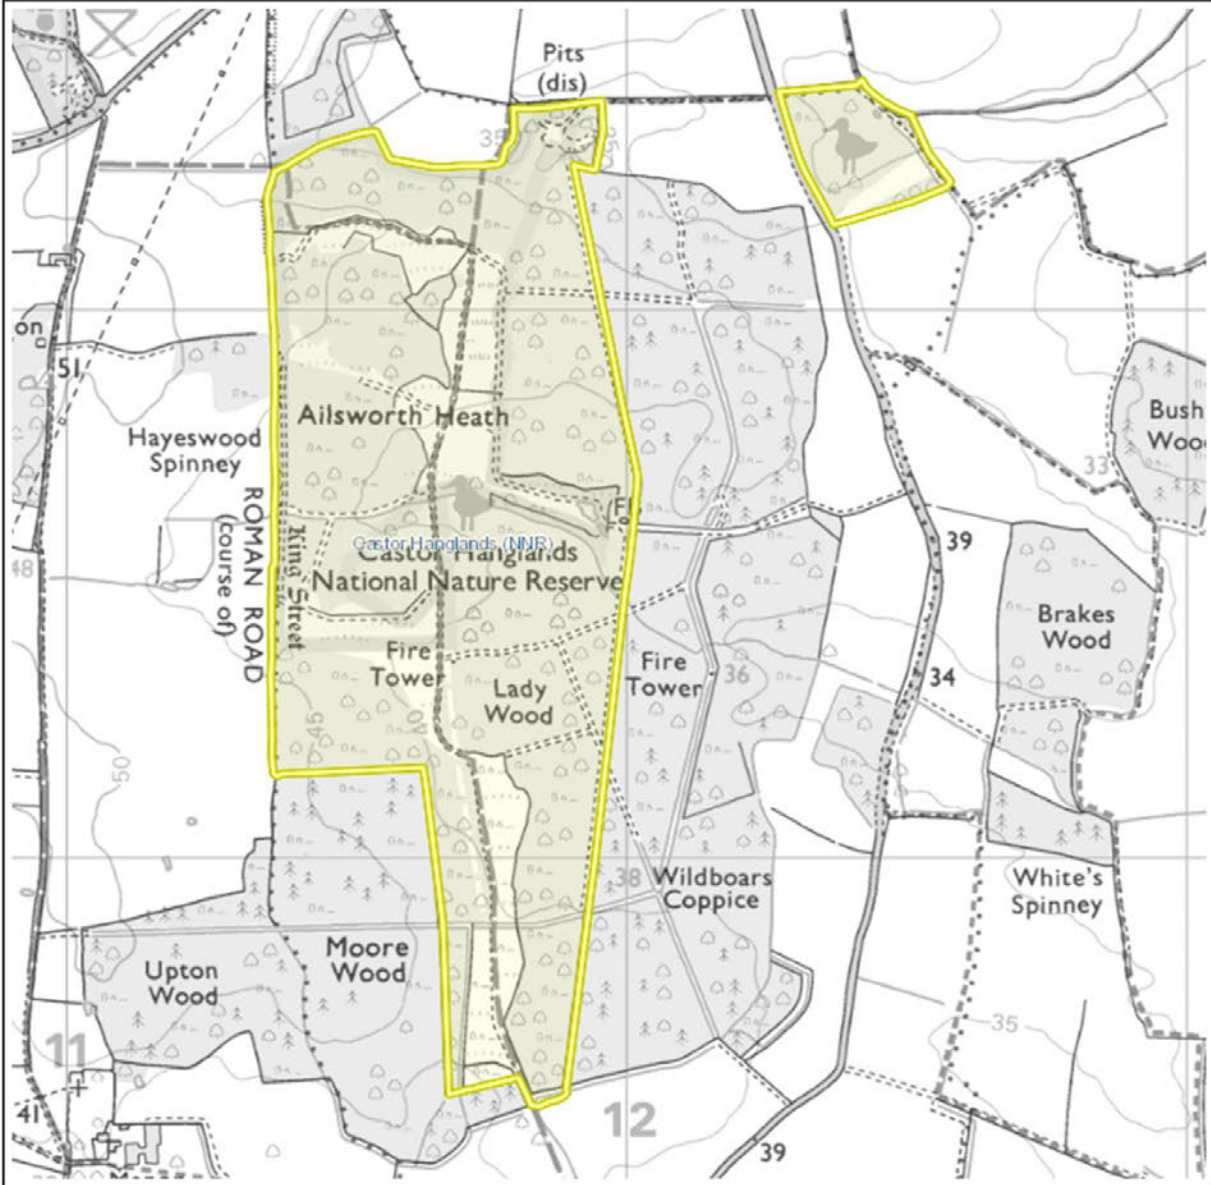 Pits
(dis)
35
35
on
51
Ailsworth Heath
Hayeswood
Spinney
Bush
33
ROMAN ROAD
(course of)
King Street
39
Castor Hanglands (NNR)
Castor Hanglands
National Nature Reserve
48
Brakes
Wood
Fire
Tower
Fire
Tower
36
34
Lady
Wood
45
40
50
38
Wildboars
Coppice
White's
Spinney
Moore
Wood
Upton
Wood
35
11
12
41
39